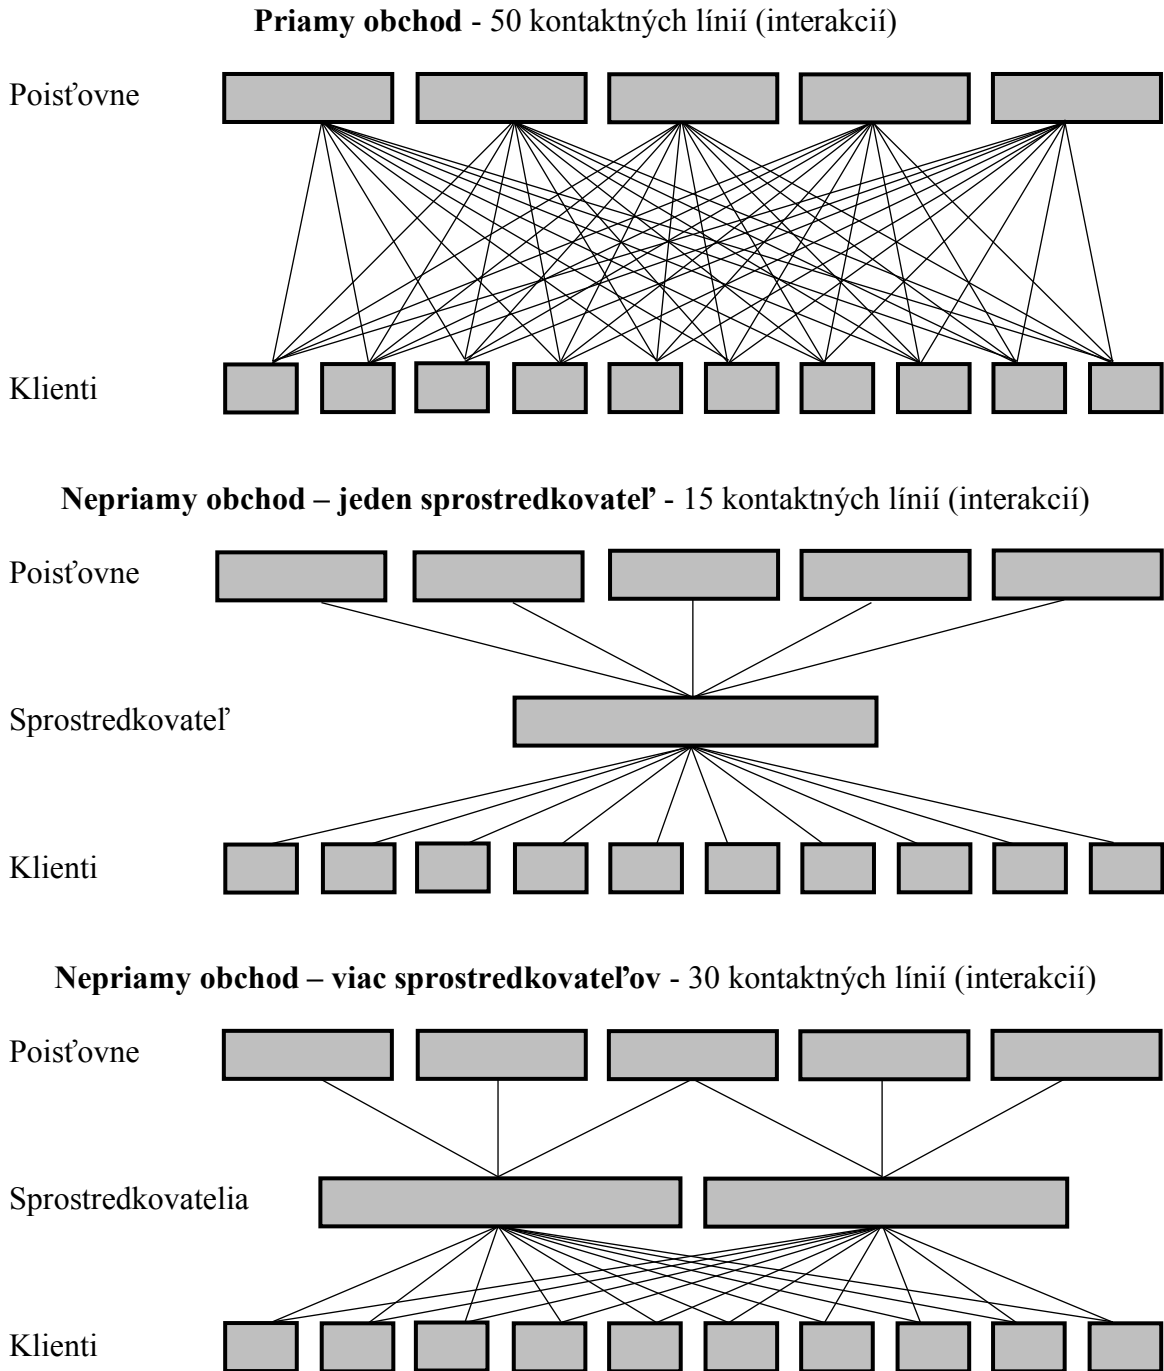 Priamy obchod - 50 kontaktných línií (interakcií)
Poisťovne
Klienti
Nepriamy obchod – jeden sprostredkovateľ - 15 kontaktných línií (interakcií)
Poisťovne
Sprostredkovateľ
Klienti
Nepriamy obchod – viac sprostredkovateľov - 30 kontaktných línií (interakcií)
Poisťovne
Sprostredkovatelia
Klienti